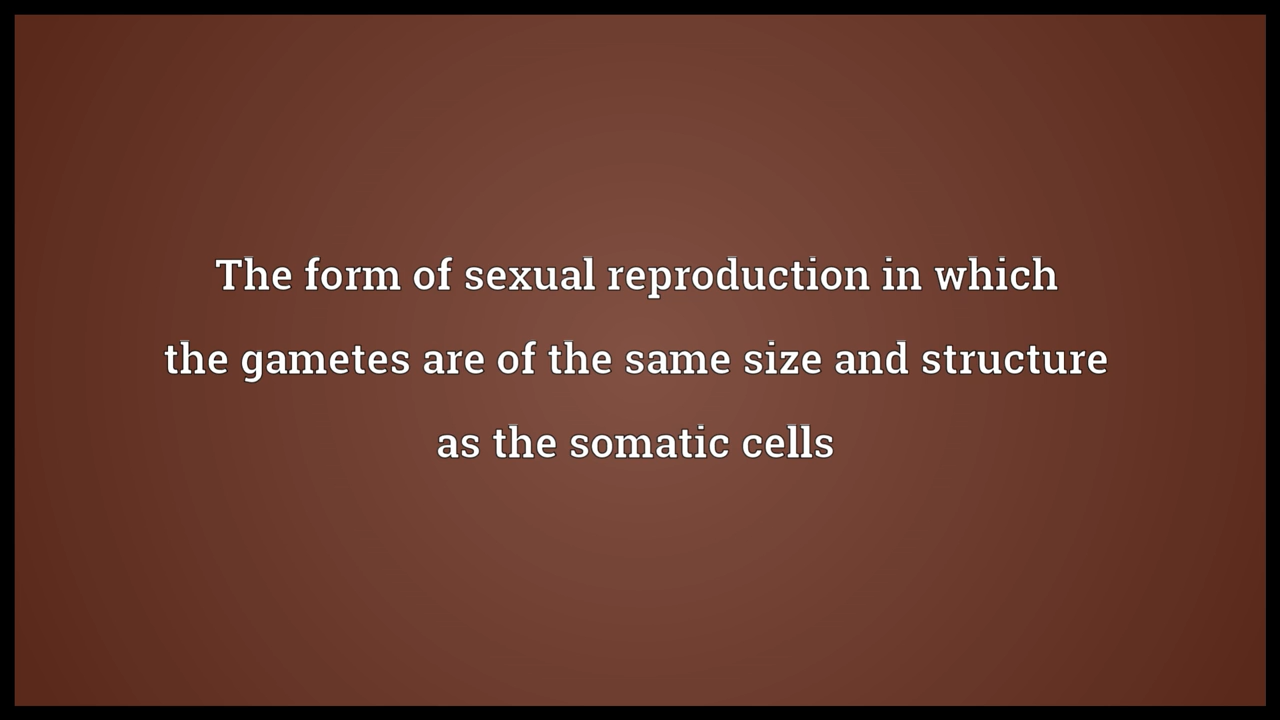 The form of sexual reproduction in which
the gametes are of the same size and structure
as the somatic cells